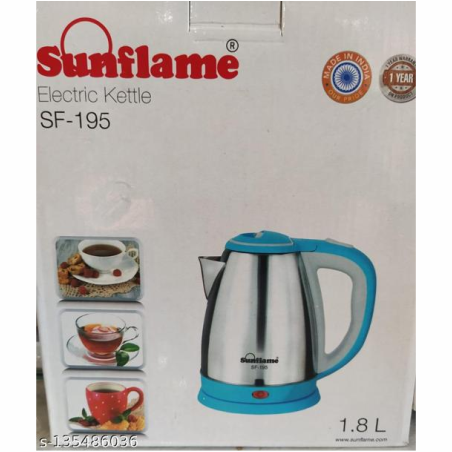 Sunflame®
Electric Kettle
SF-195
MADE IN INDIA
1 YEAR
Sunflame
SF-195
1.8 L
www.sunflame.com
s-135486036